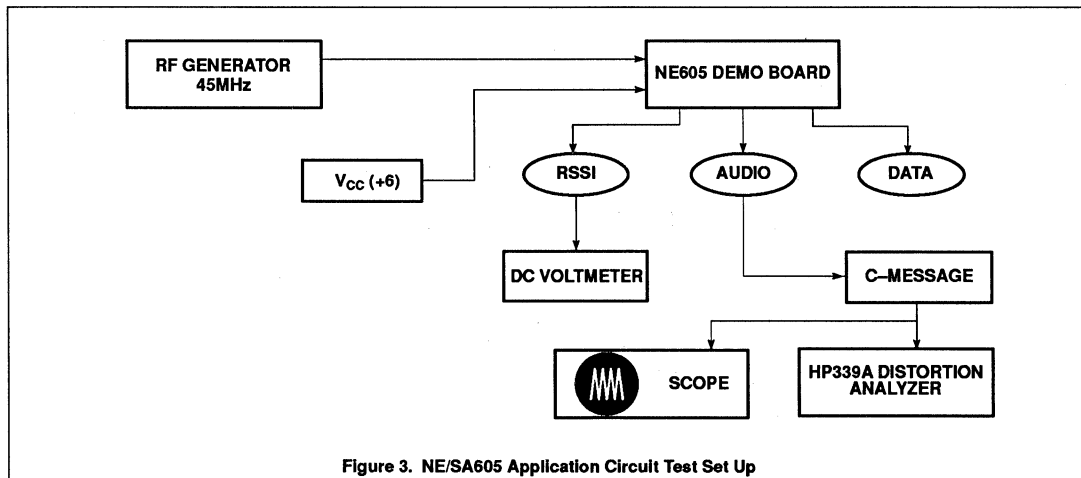 RF GENERATOR
45MHz
NE605 DEMO BOARD
VCC (+6)
RSSI
AUDIO
DATA
DC VOLTMETER
C–MESSAGE
SCOPE
HP339A DISTORTION
ANALYZER
Figure 3. NE/SA605 Application Circuit Test Set Up